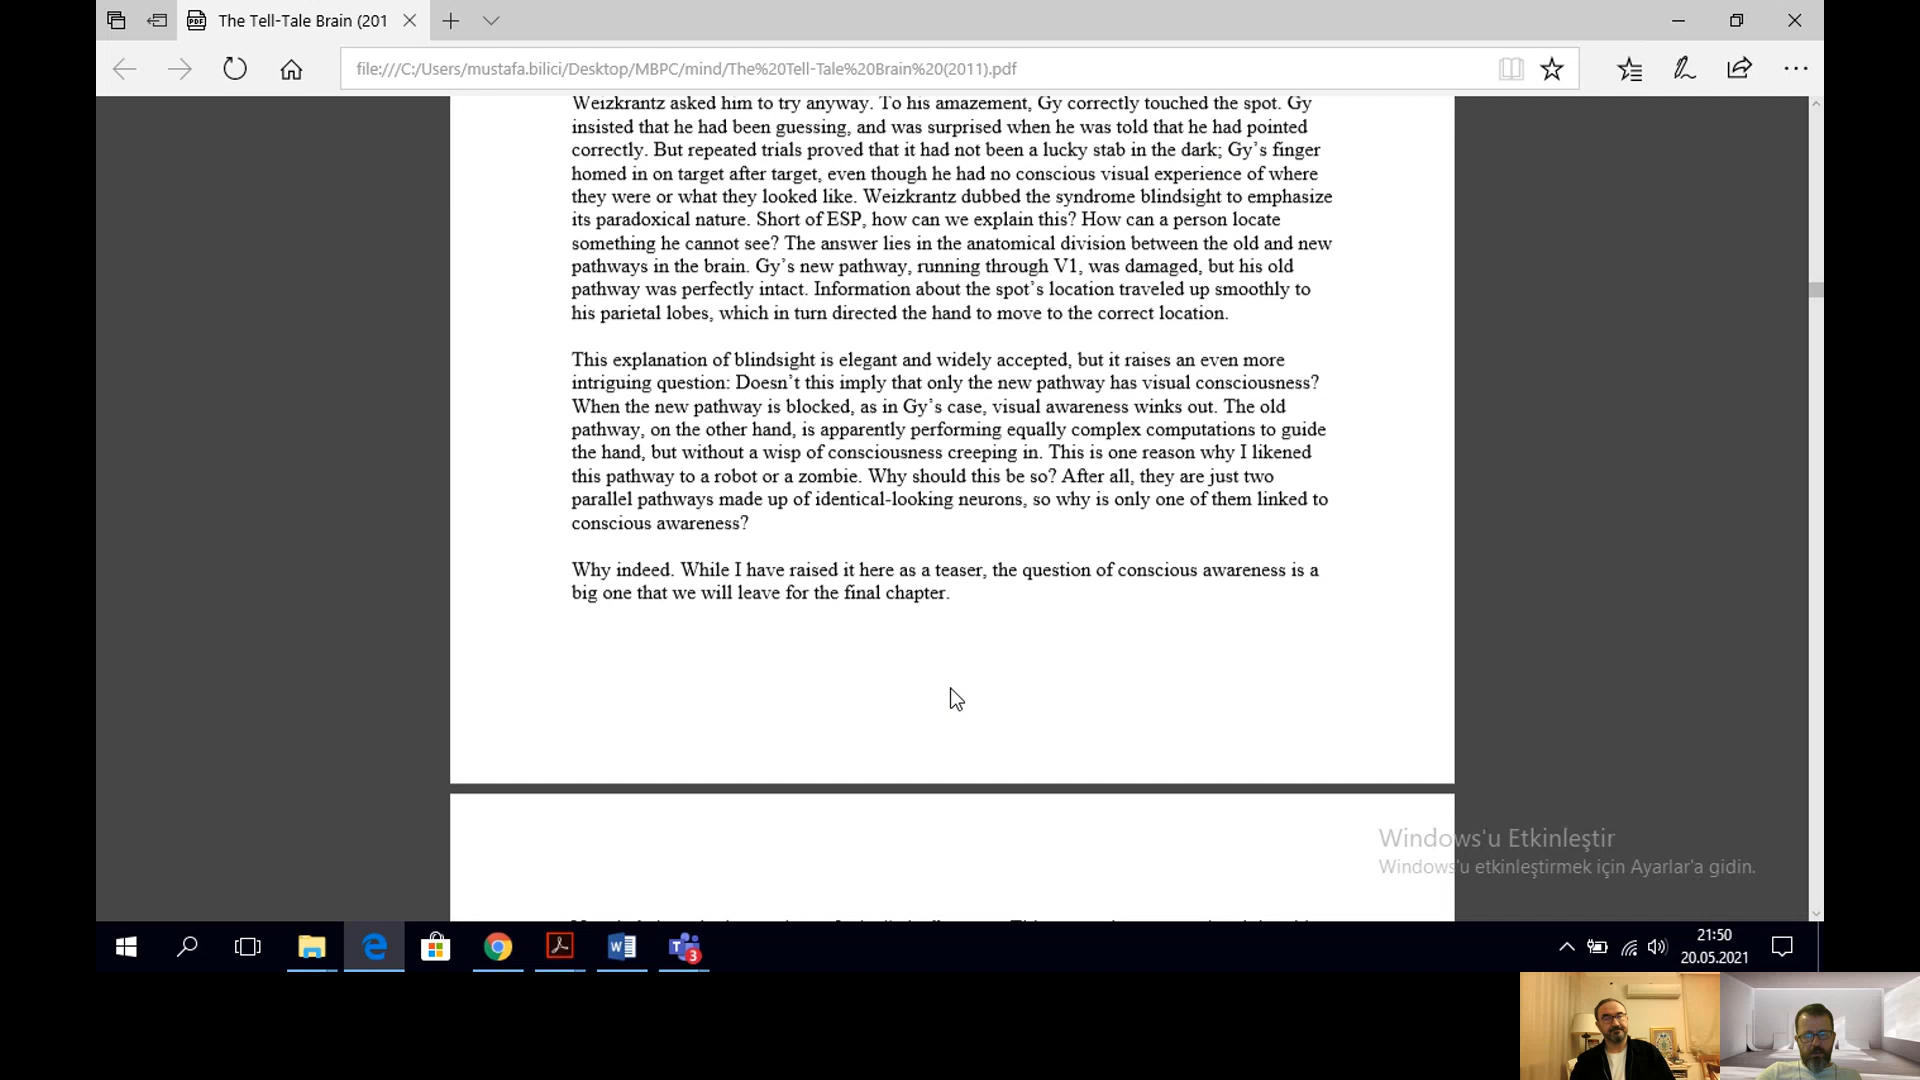 The Tell-Tale Brain (201
file:///C:/Users/mustafa.bilici/Desktop/MBPC/mind/The%20Tell-Tale%20Brain%20(2011).pdf
Weizkrantz asked him to try anyway. To his amazement, Gy correctly touched the spot. Gy
insisted that he had been guessing, and was surprised when he was told that he had pointed
correctly. But repeated trials proved that it had not been a lucky stab in the dark; Gy’s finger
homed in on target after target, even though he had no conscious visual experience of where
they were or what they looked like. Weizkrantz dubbed the syndrome blindsight to emphasize
its paradoxical nature. Short of ESP, how can we explain this? How can a person locate
something he cannot see? The answer lies in the anatomical division between the old and new
pathways in the brain. Gy’s new pathway, running through V1, was damaged, but his old
pathway was perfectly intact. Information about the spot’s location traveled up smoothly to
his parietal lobes, which in turn directed the hand to move to the correct location.
This explanation of blindsight is elegant and widely accepted, but it raises an even more
intriguing question: Doesn’t this imply that only the new pathway has visual consciousness?
When the new pathway is blocked, as in Gy’s case, visual awareness winks out. The old
pathway, on the other hand, is apparently performing equally complex computations to guide
the hand, but without a wisp of consciousness creeping in. This is one reason why I likened
this pathway to a robot or a zombie. Why should this be so? After all, they are just two
parallel pathways made up of identical-looking neurons, so why is only one of them linked to
conscious awareness?
Why indeed. While I have raised it here as a teaser, the question of conscious awareness is a
big one that we will leave for the final chapter.
Windows'u Etkinleştir
Windows'u etkinleştirmek için Ayarlar'a gidin.
3
21:50
20.05.2021